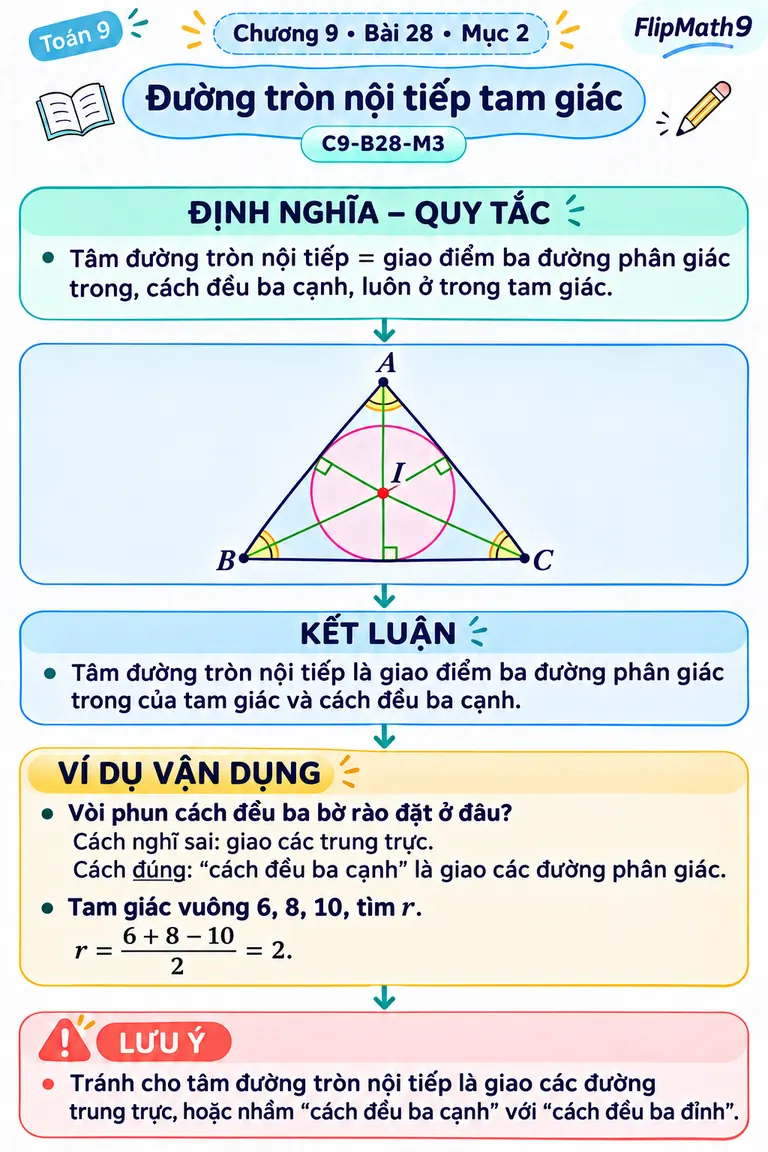 Toán 9
Chương 9 • Bài 28 • Mục 2
FlipMath9
Đường tròn nội tiếp tam giác
C9-B28-M3
ĐỊNH NGHĨA – QUY TẮC
• Tâm đường tròn nội tiếp = giao điểm ba đường phân giác
trong, cách đều ba cạnh, luôn ở trong tam giác.
A
I
B
C
KẾT LUẬN
• Tâm đường tròn nội tiếp là giao điểm ba đường phân giác
trong của tam giác và cách đều ba cạnh.
VÍ DỤ VẬN DỤNG
• Vòi phun cách đều ba bờ rào đặt ở đâu?
Cách nghĩ sai: giao các trung trực.
Cách đúng: “cách đều ba cạnh” là giao các đường phân giác.
• Tam giác vuông 6, 8, 10, tìm r.
r = (6 + 8 − 10)/2 = 2.
!
LƯU Ý
• Tránh cho tâm đường tròn nội tiếp là giao các đường
trung trực, hoặc nhầm “cách đều ba cạnh” với “cách đều ba đỉnh”.